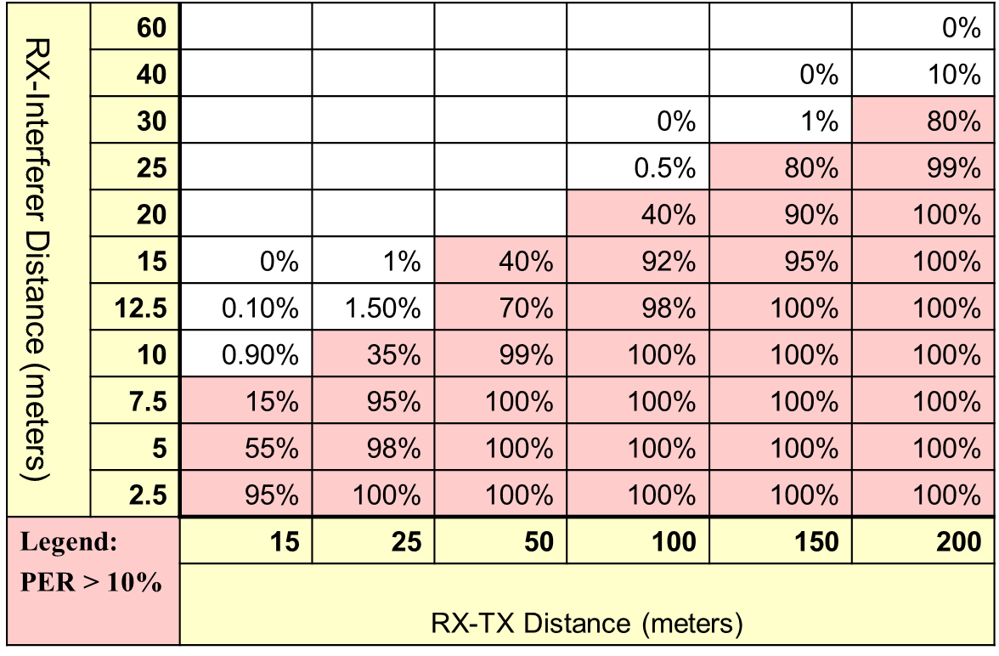 RX-Interferer Distance (meters)
60 0%
40 0% 10%
30 0% 1% 80%
25 0.5% 80% 99%
20 40% 90% 100%
15 0% 1% 40% 92% 95% 100%
12.5 0.10% 1.50% 70% 98% 100% 100%
10 0.90% 35% 99% 100% 100% 100%
7.5 15% 95% 100% 100% 100% 100%
5 55% 98% 100% 100% 100% 100%
2.5 95% 100% 100% 100% 100% 100%
Legend: 15 25 50 100 150 200
PER > 10%
RX-TX Distance (meters)